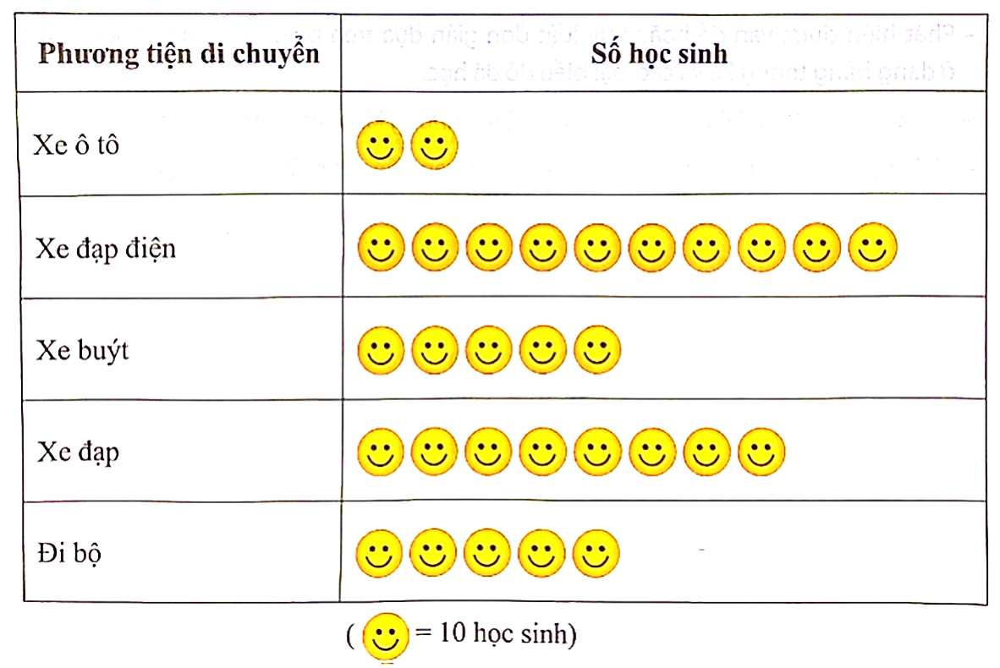 Phương tiện di chuyển Số học sinh
Xe ô tô
Xe đạp điện
Xe buýt
Xe đạp
Đi bộ
( = 10 học sinh)